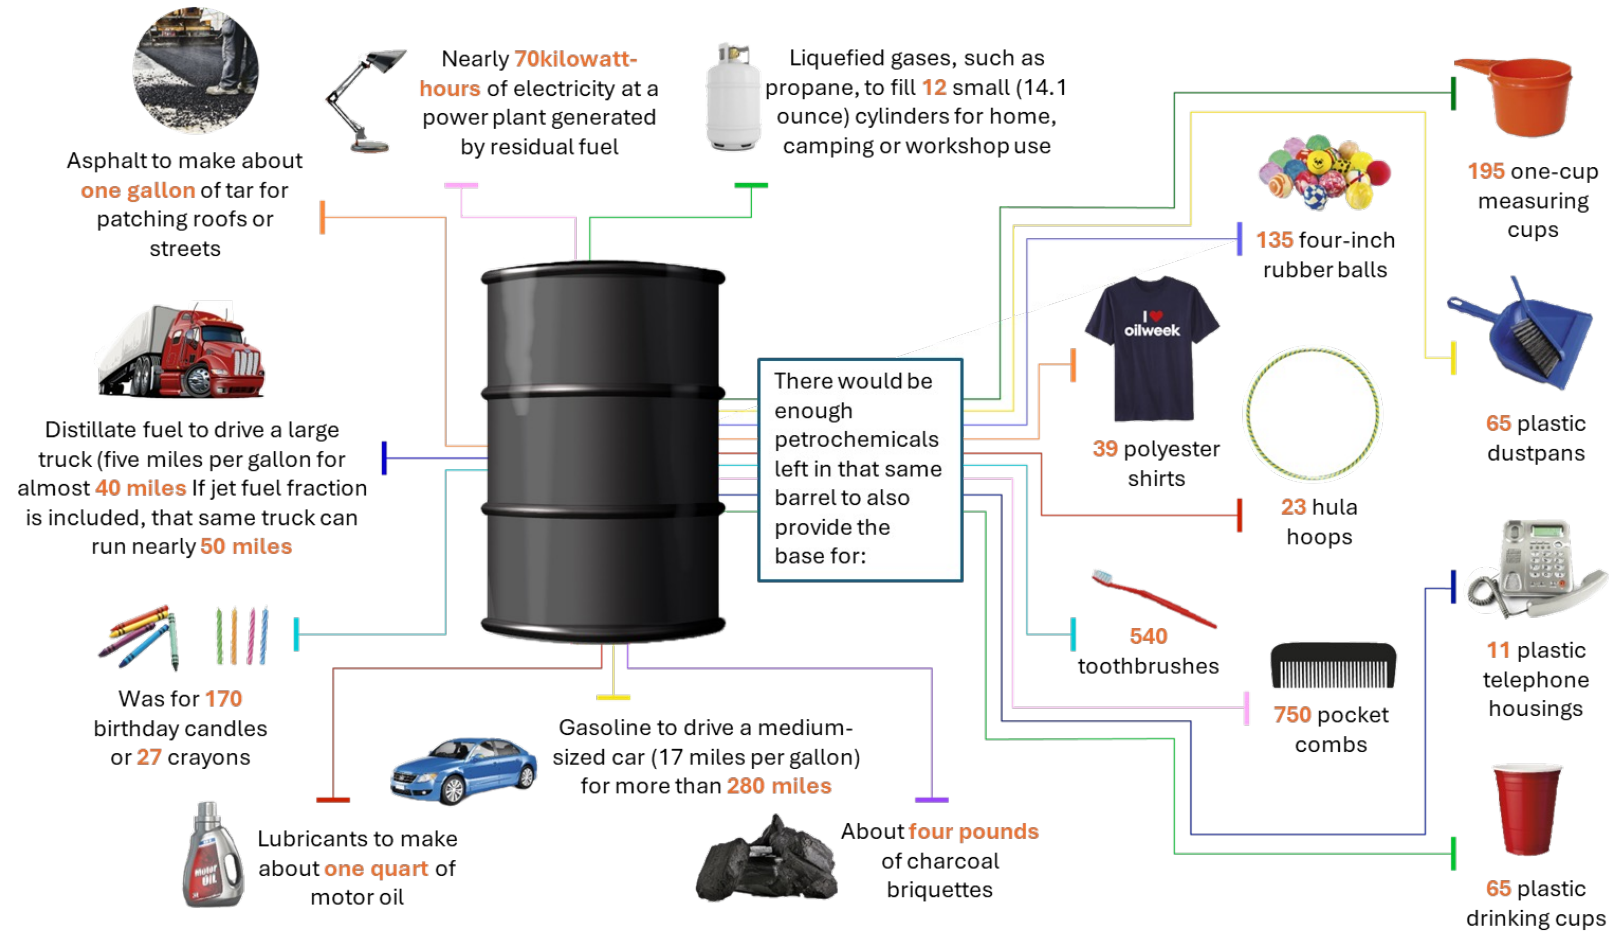 Asphalt to make about
one gallon of tar for
patching roofs or
streets
Nearly 70kilowatt-
hours of electricity at a
power plant generated
by residual fuel
Liquefied gases, such as
propane, to fill 12 small (14.1
ounce) cylinders for home,
camping or workshop use
195 one-cup
measuring
cups
135 four-inch
rubber balls
I
oilweek
39 polyester
shirts
65 plastic
dustpans
23 hula
hoops
There would be
enough
petrochemicals
left in that same
barrel to also
provide the
base for:
Distillate fuel to drive a large
truck (five miles per gallon for
almost 40 miles If jet fuel fraction
is included, that same truck can
run nearly 50 miles
540
toothbrushes
11 plastic
telephone
housings
750 pocket
combs
Was for 170
birthday candles
or 27 crayons
Gasoline to drive a medium-
sized car (17 miles per gallon)
for more than 280 miles
Motor
OIL
Lubricants to make
about one quart of
motor oil
About four pounds
of charcoal
briquettes
65 plastic
drinking cups